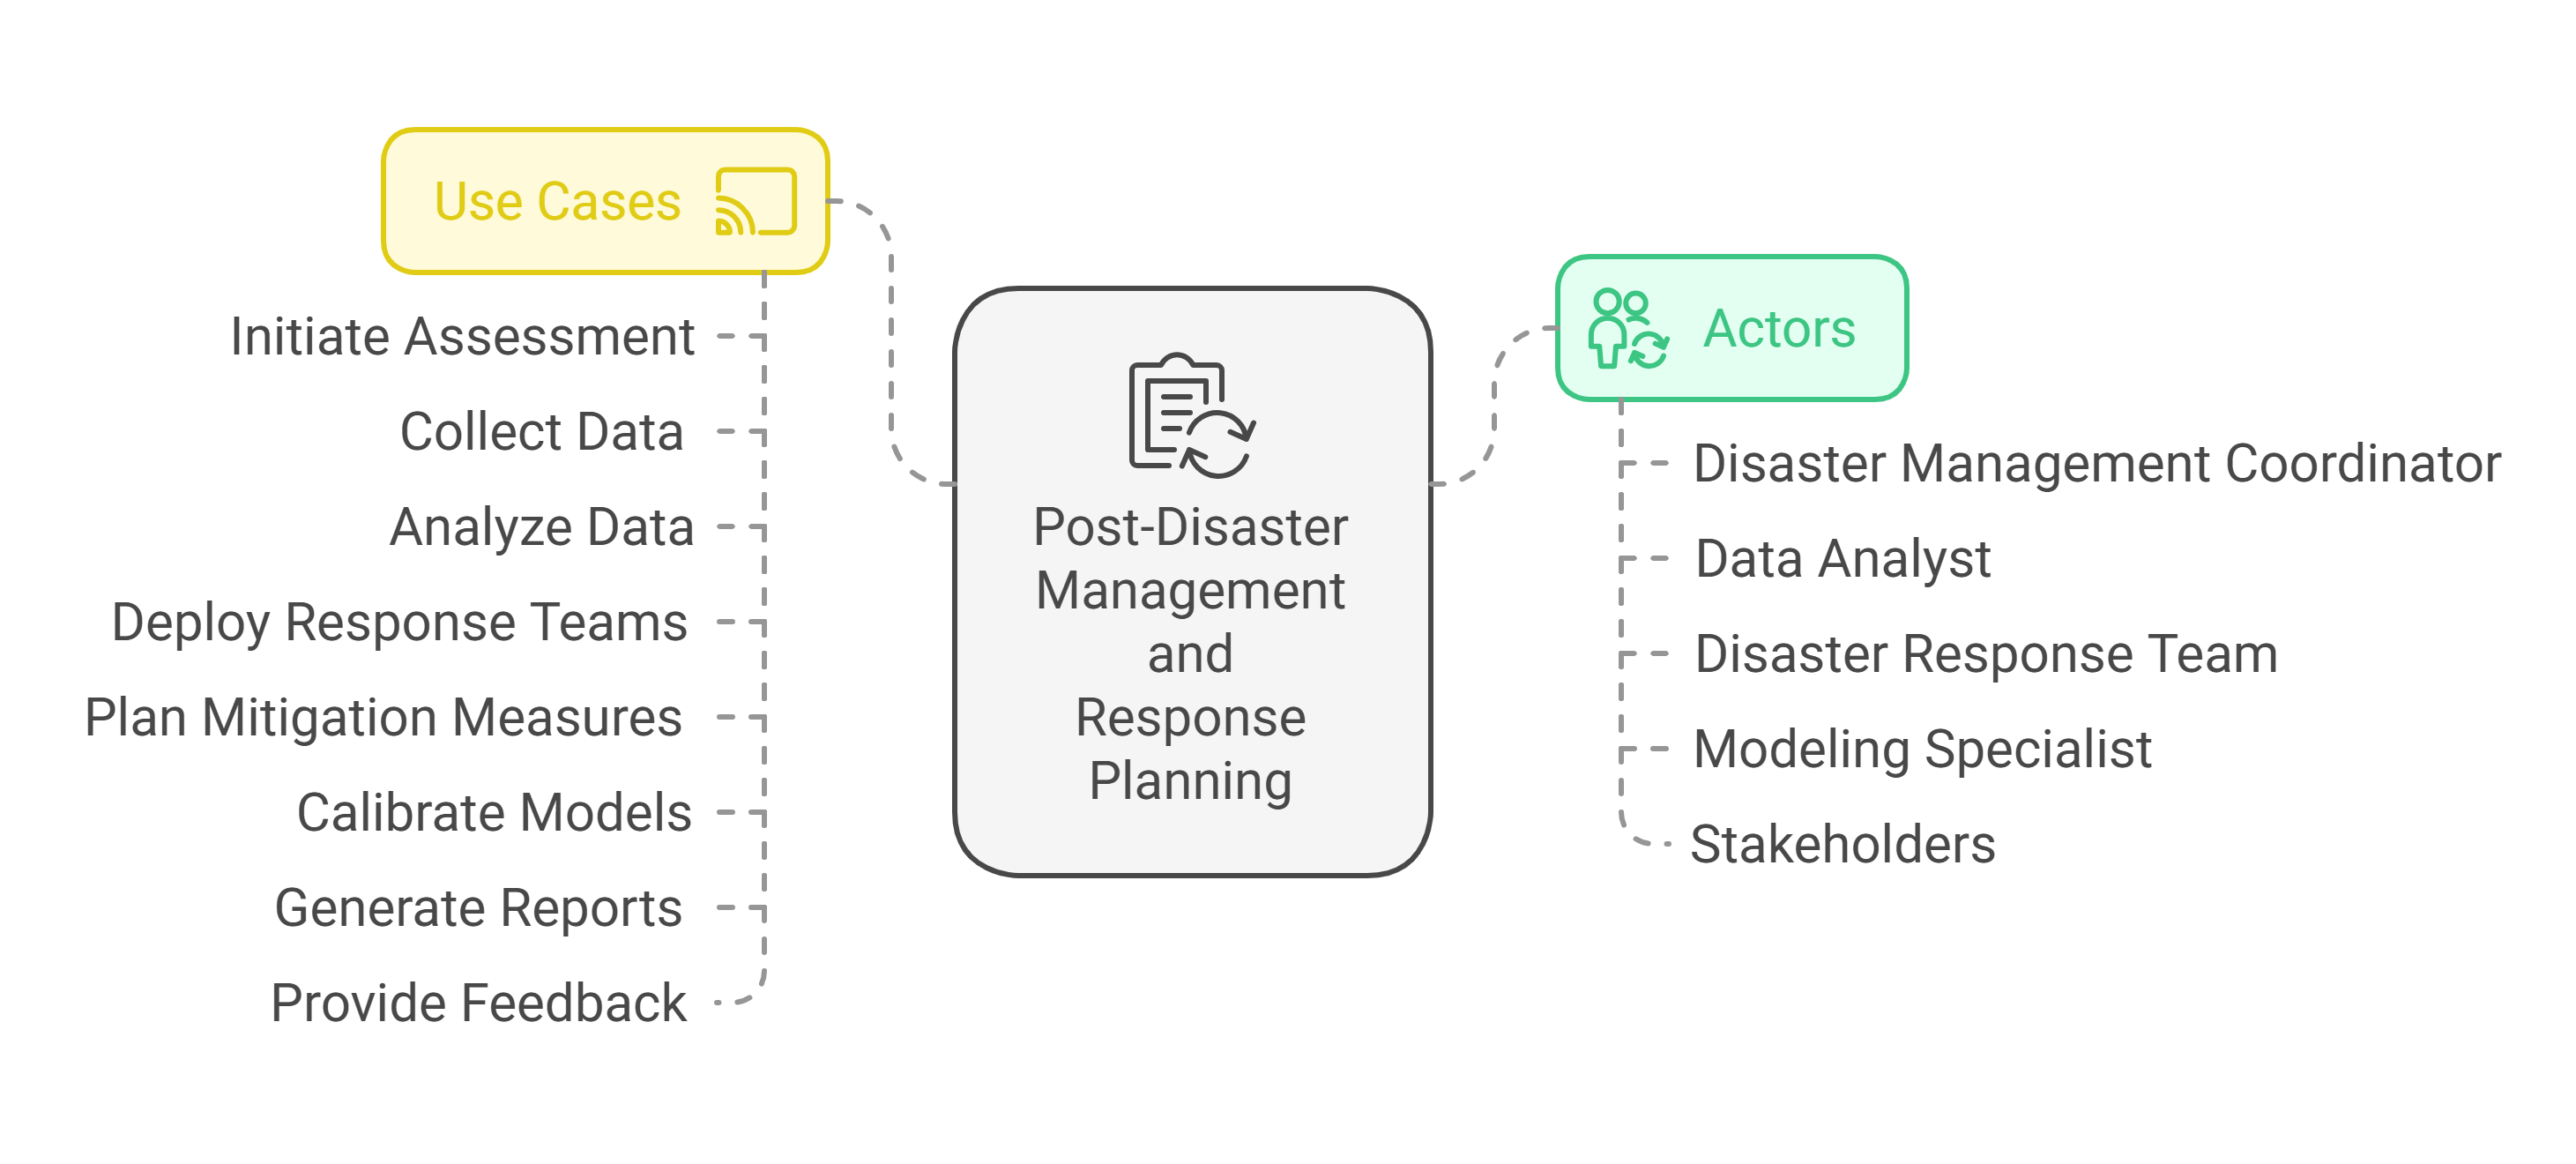 Use Cases
Initiate Assessment
Collect Data
Analyze Data
Deploy Response Teams
Plan Mitigation Measures
Calibrate Models
Generate Reports
Provide Feedback
Post-Disaster
Management
and
Response
Planning
Actors
Disaster Management Coordinator
Data Analyst
Disaster Response Team
Modeling Specialist
Stakeholders